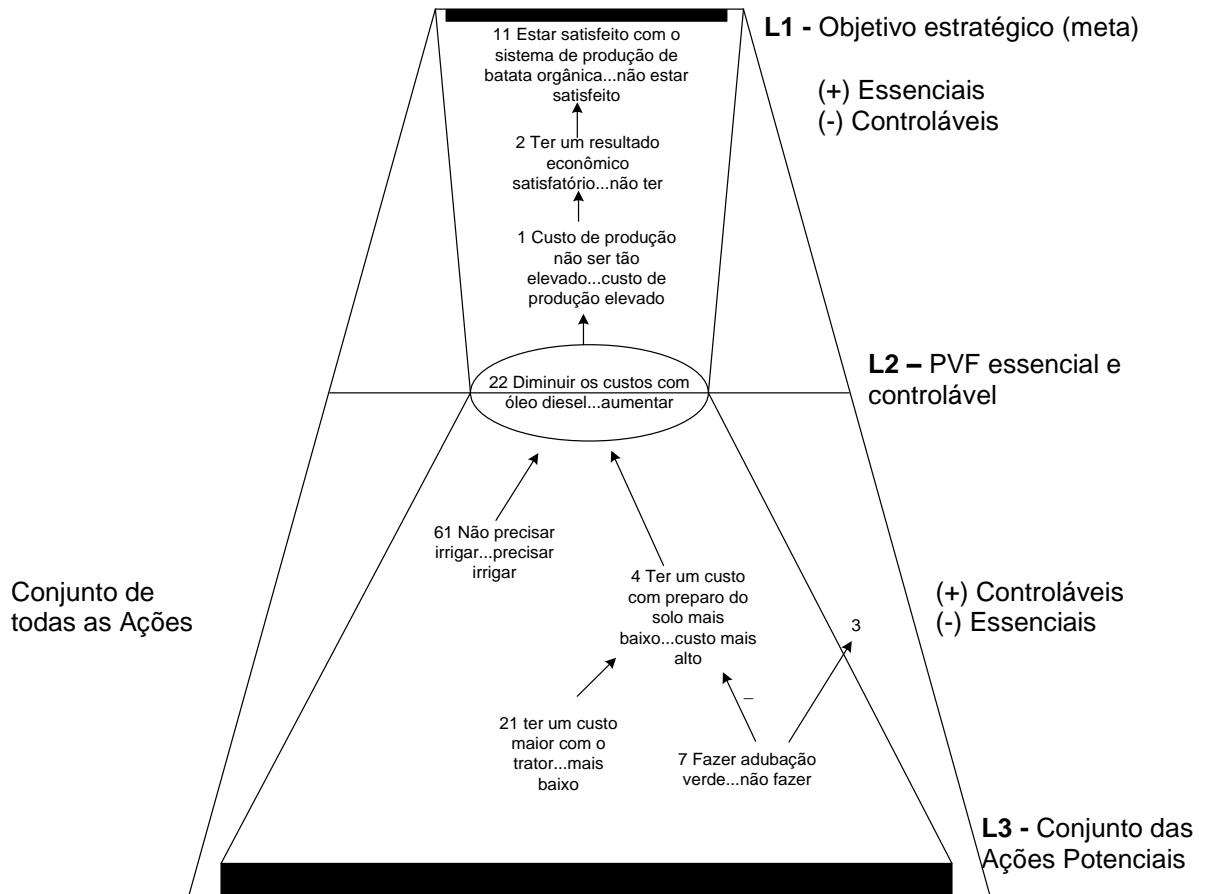 L1 - Objetivo estratégico (meta)
11 Estar satisfeito com o
sistema de produção de
batata orgânica...não estar
satisfeito
(+) Essenciais
(-) Controláveis
2 Ter um resultado
econômico
satisfatório...não ter
1 Custo de produção
não ser tão
elevado...custo de
produção elevado
L2 – PVF essencial e
controlável
22 Diminuir os custos com
óleo diesel...aumentar
61 Não precisar
irrigar...precisar
irrigar
4 Ter um custo
com preparo do
solo mais
baixo...custo mais
alto
Conjunto de
todas as Ações
(+) Controláveis
(-) Essenciais
3
_
21 ter um custo
maior com o
trator...mais
baixo
7 Fazer adubação
verde...não fazer
L3 - Conjunto das
Ações Potenciais